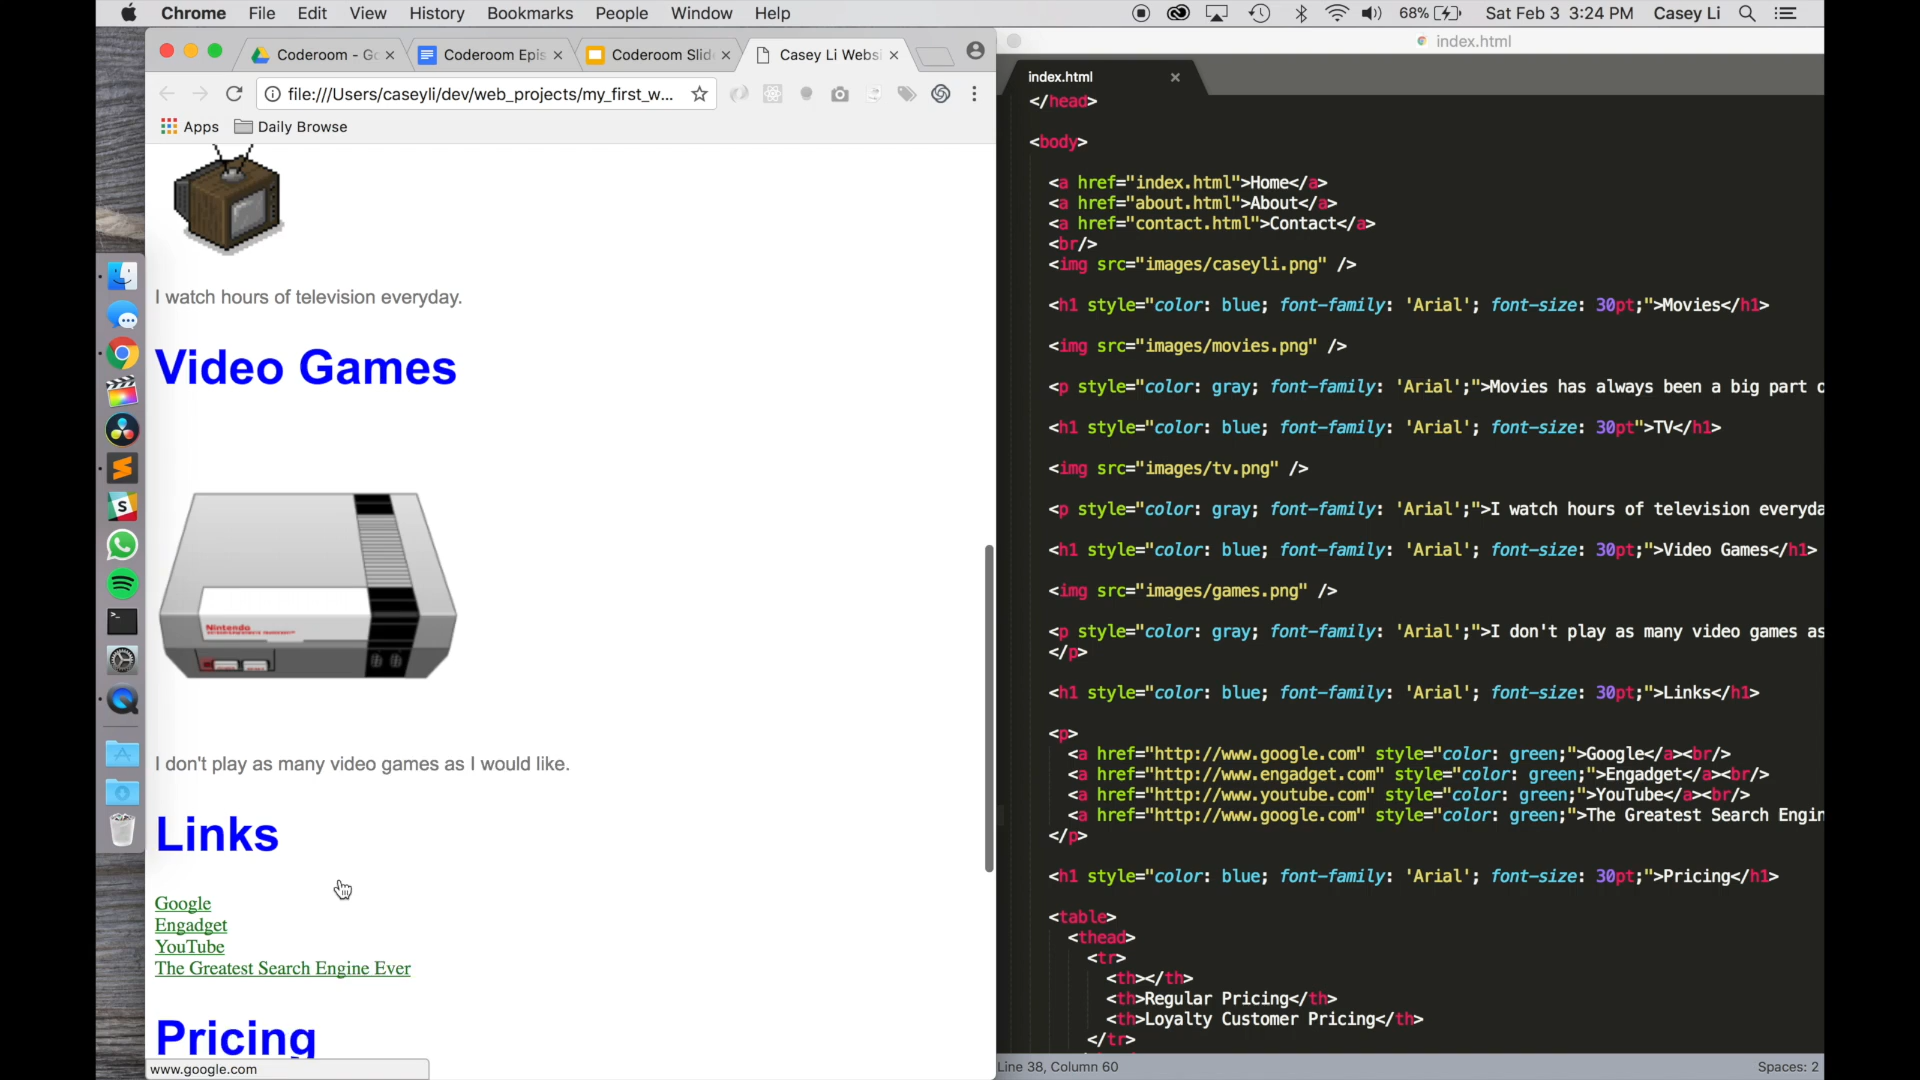 Chrome File Edit View History Bookmarks People Window Help
68% Sat Feb 3 3:24 PM Casey Li
Coderoom - Go
Coderoom Epis
Coderoom Slid
Casey Li Websi
file:///Users/caseyli/dev/web_projects/my_first_w...
Apps Daily Browse
I watch hours of television everyday.
Video Games
Nintendo
I don't play as many video games as I would like.
Links
Google
Engadget
YouTube
The Greatest Search Engine Ever
Pricing
www.google.com
index.html
index.html
</head>
<body>
<a href="index.html">Home</a>
<a href="about.html">About</a>
<a href="contact.html">Contact</a>
<br/>
<img src="images/caseyli.png" />
<h1 style="color: blue; font-family: 'Arial'; font-size: 30pt;">Movies</h1>
<img src="images/movies.png" />
<p style="color: gray; font-family: 'Arial';">Movies has always been a big part o
<h1 style="color: blue; font-family: 'Arial'; font-size: 30pt">TV</h1>
<img src="images/tv.png" />
<p style="color: gray; font-family: 'Arial';">I watch hours of television everyda
<h1 style="color: blue; font-family: 'Arial'; font-size: 30pt;">Video Games</h1>
<img src="images/games.png" />
<p style="color: gray; font-family: 'Arial';">I don't play as many video games as
</p>
<h1 style="color: blue; font-family: 'Arial'; font-size: 30pt;">Links</h1>
<p>
<a href="http://www.google.com" style="color: green;">Google</a><br/>
<a href="http://www.engadget.com" style="color: green;">Engadget</a><br/>
<a href="http://www.youtube.com" style="color: green;">YouTube</a><br/>
<a href="http://www.google.com" style="color: green;">The Greatest Search Engin
</p>
<h1 style="color: blue; font-family: 'Arial'; font-size: 30pt;">Pricing</h1>
<table>
<thead>
<tr>
<th></th>
<th>Regular Pricing</th>
<th>Loyalty Customer Pricing</th>
</tr>
Line 38, Column 60
Spaces: 2